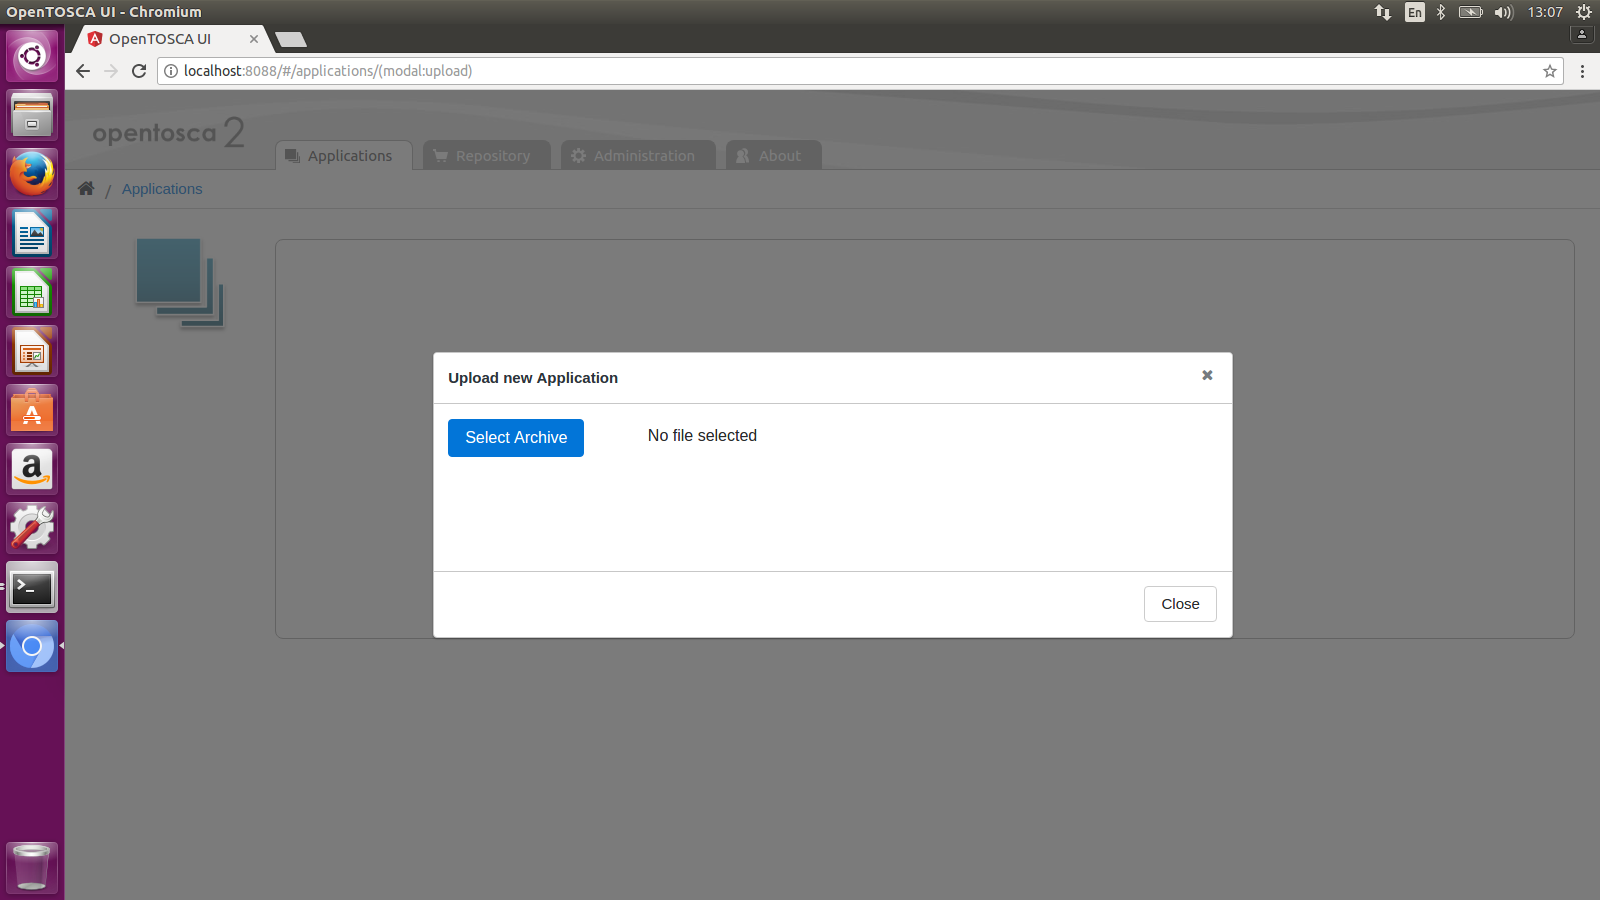 OpenTOSCA UI - Chromium
En
13:07
OpenTOSCA UI
localhost:8088/#/applications/(modal:upload)
opentosca 2
Applications
Repository
Administration
About
/ Applications
Upload new Application
Select Archive
No file selected
Close